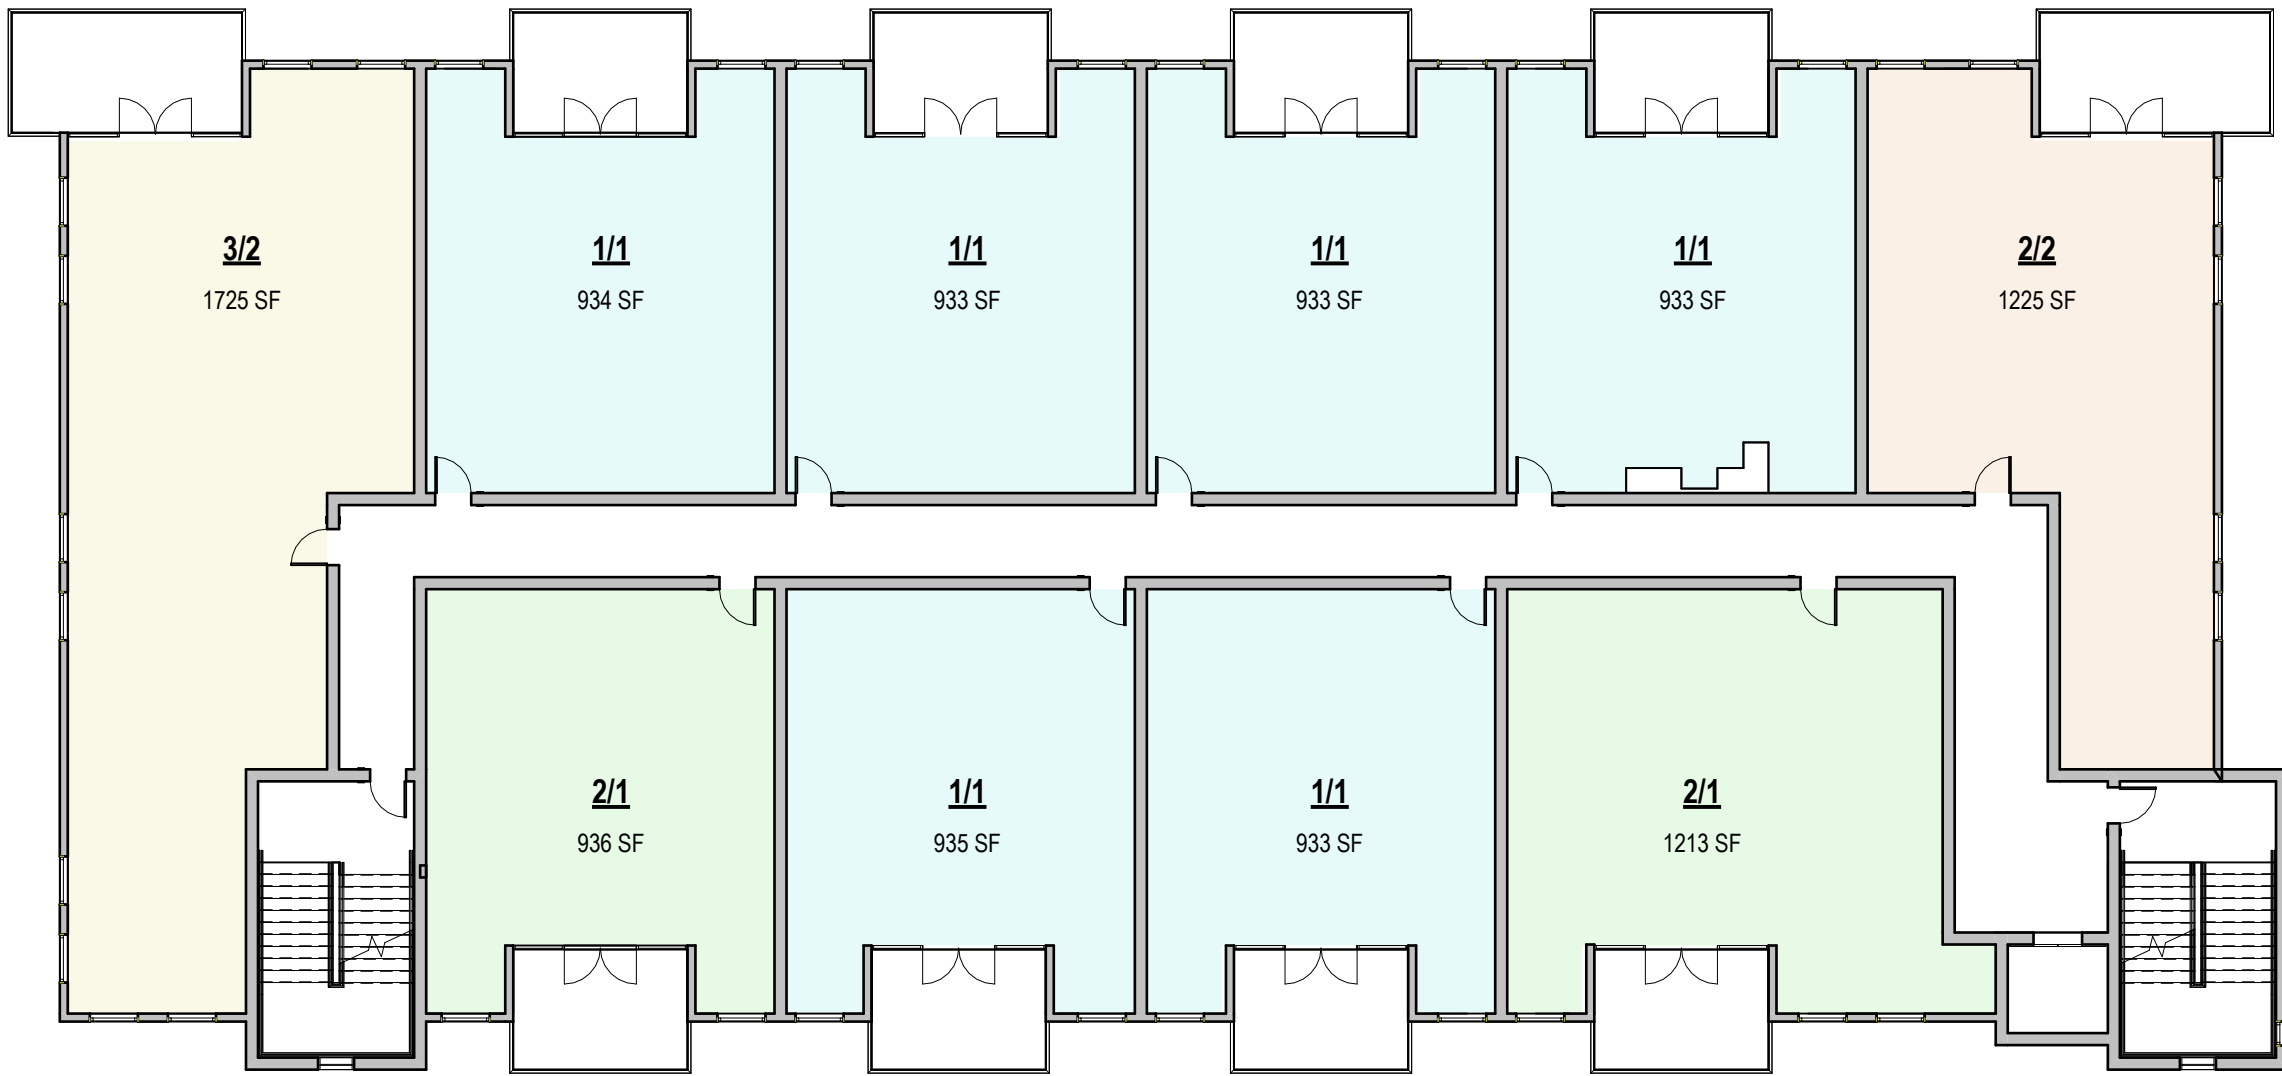 3/2
1725 SF
1/1
934 SF
1/1
933 SF
1/1
933 SF
1/1
933 SF
2/2
1225 SF
2/1
936 SF
1/1
935 SF
1/1
933 SF
2/1
1213 SF